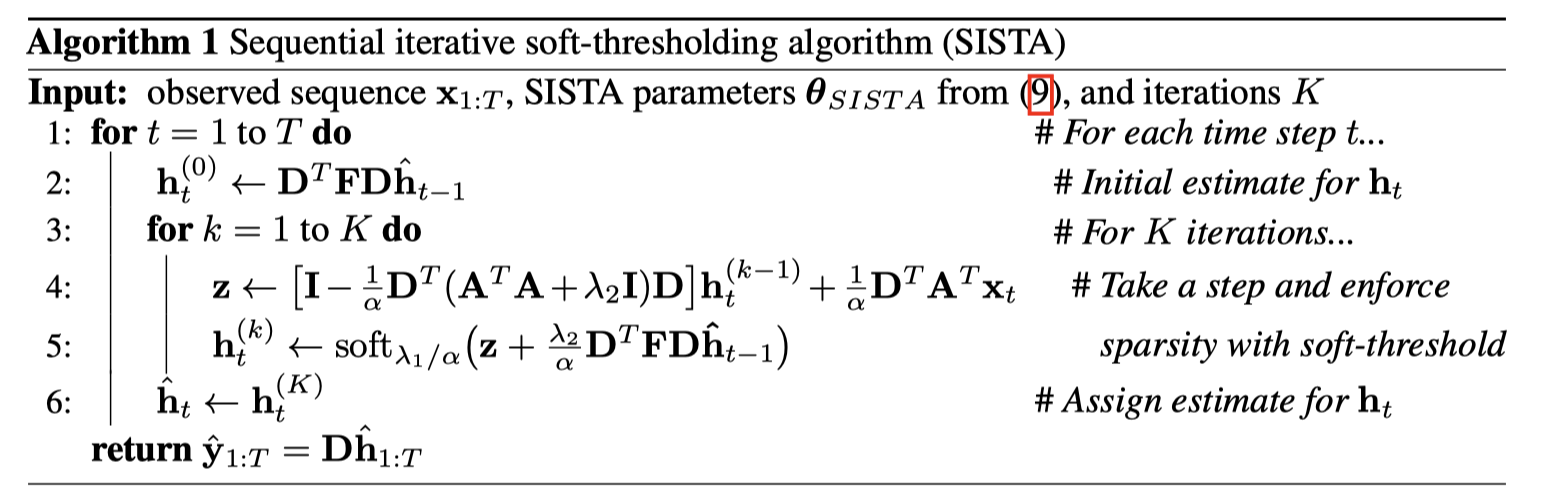 Algorithm 1 Sequential iterative soft-thresholding algorithm (SISTA)
Input: observed sequence $\mathbf{x}_{1:T}$, SISTA parameters $\boldsymbol{\theta}_{SISTA}$ from (9), and iterations $K$
1: for $t = 1$ to $T$ do # For each time step t...
2: $\mathbf{h}_t^{(0)} \leftarrow \mathbf{D}^T\mathbf{F}\mathbf{D}\hat{\mathbf{h}}_{t-1}$ # Initial estimate for $\mathbf{h}_t$
3: for $k = 1$ to $K$ do # For K iterations...
4: $\mathbf{z} \leftarrow \left[\mathbf{I} - \frac{1}{\alpha}\mathbf{D}^T(\mathbf{A}^T\mathbf{A} + \lambda_2\mathbf{I})\mathbf{D}\right]\mathbf{h}_t^{(k-1)} + \frac{1}{\alpha}\mathbf{D}^T\mathbf{A}^T\mathbf{x}_t$ # Take a step and enforce
5: $\mathbf{h}_t^{(k)} \leftarrow \text{soft}_{\lambda_1/\alpha}\left(\mathbf{z} + \frac{\lambda_2}{\alpha}\mathbf{D}^T\mathbf{F}\mathbf{D}\hat{\mathbf{h}}_{t-1}\right)$ sparsity with soft-threshold
6: $\hat{\mathbf{h}}_t \leftarrow \mathbf{h}_t^{(K)}$ # Assign estimate for $\mathbf{h}_t$
return $\hat{\mathbf{y}}_{1:T} = \mathbf{D}\hat{\mathbf{h}}_{1:T}$